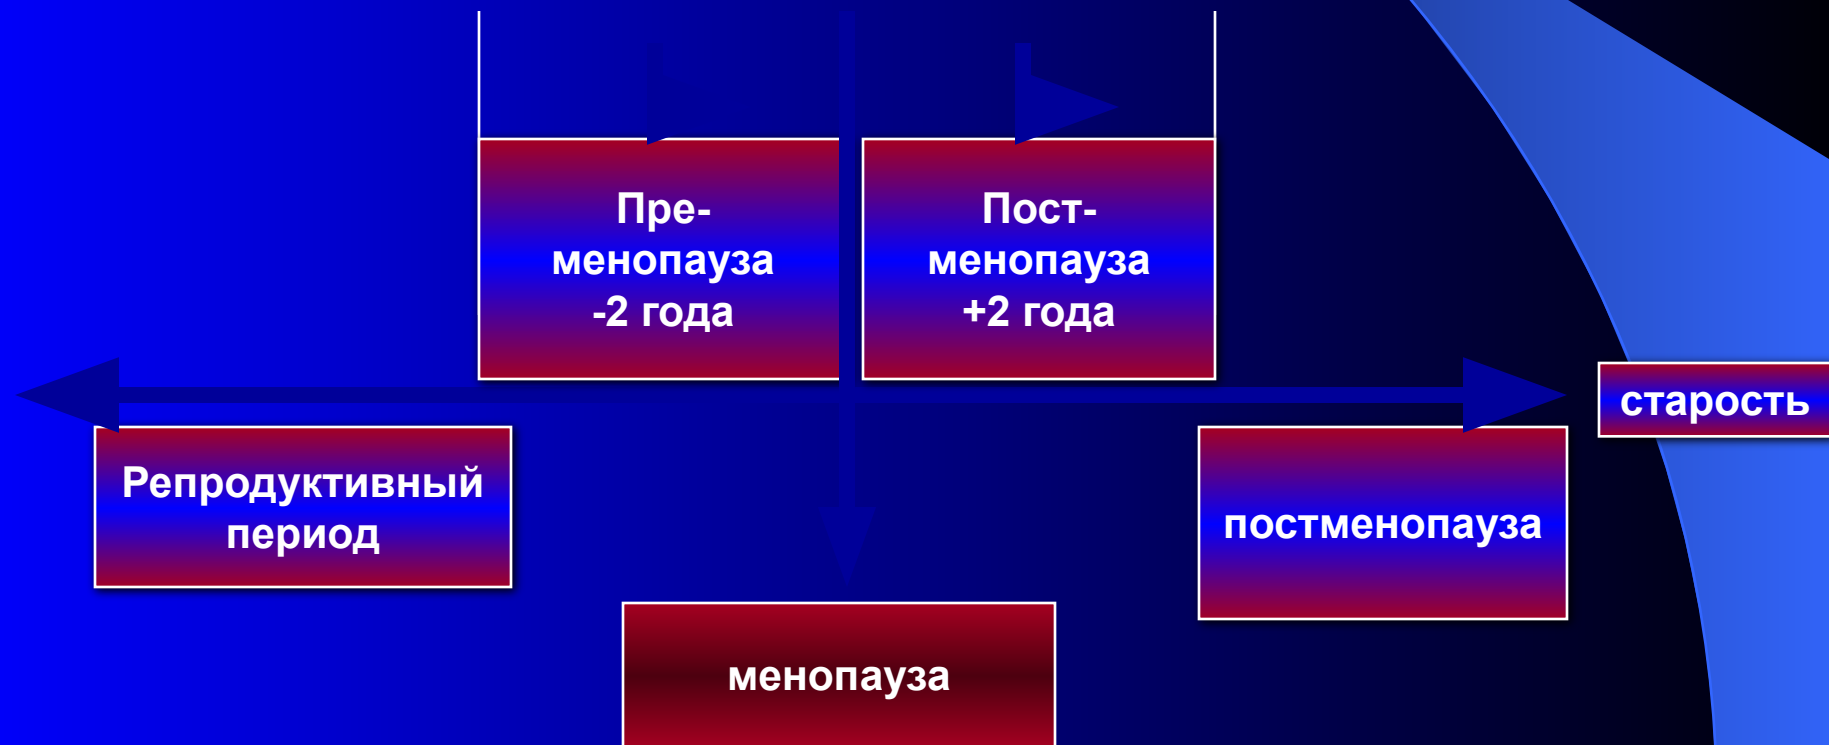 Пре-
менопауза
-2 года
Пост-
менопауза
+2 года
старость
Репродуктивный
период
постменопауза
менопауза